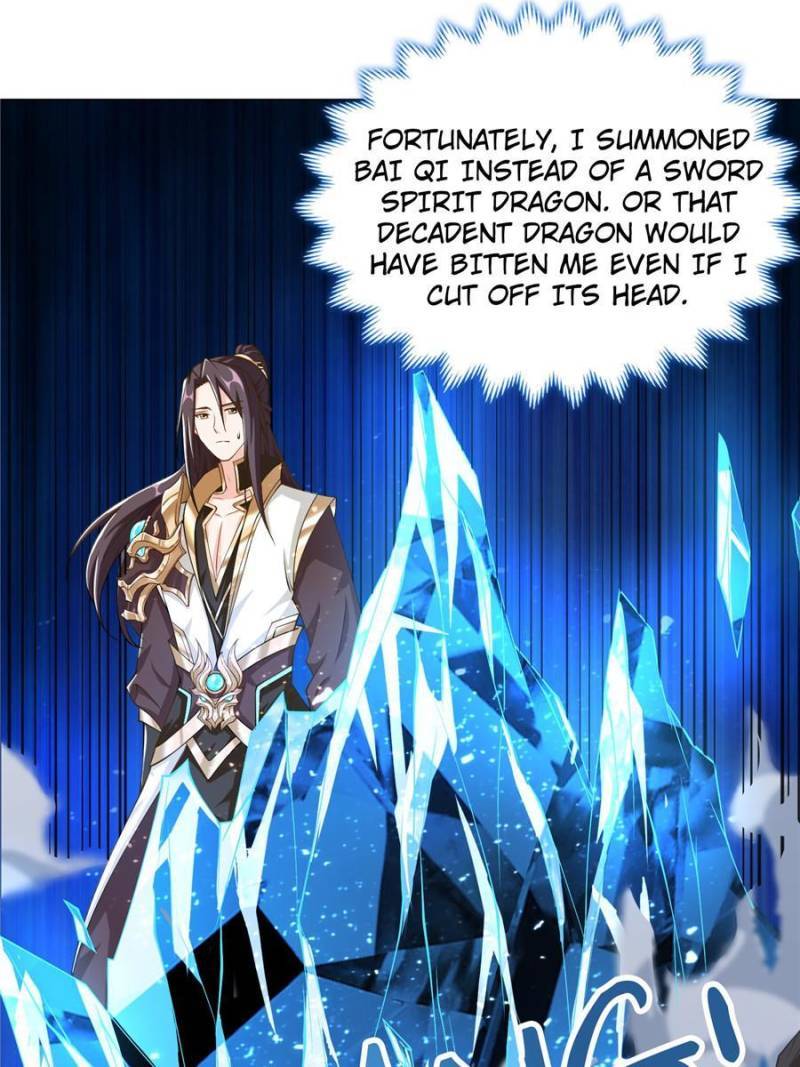 FORTUNATELY, I SUMMONED
BAI QI INSTEAD OF A SWORD
SPIRIT DRAGON. OR THAT
DECADENT DRAGON WOULD
HAVE BITTEN ME EVEN IF I
CUT OFF ITS HEAD.